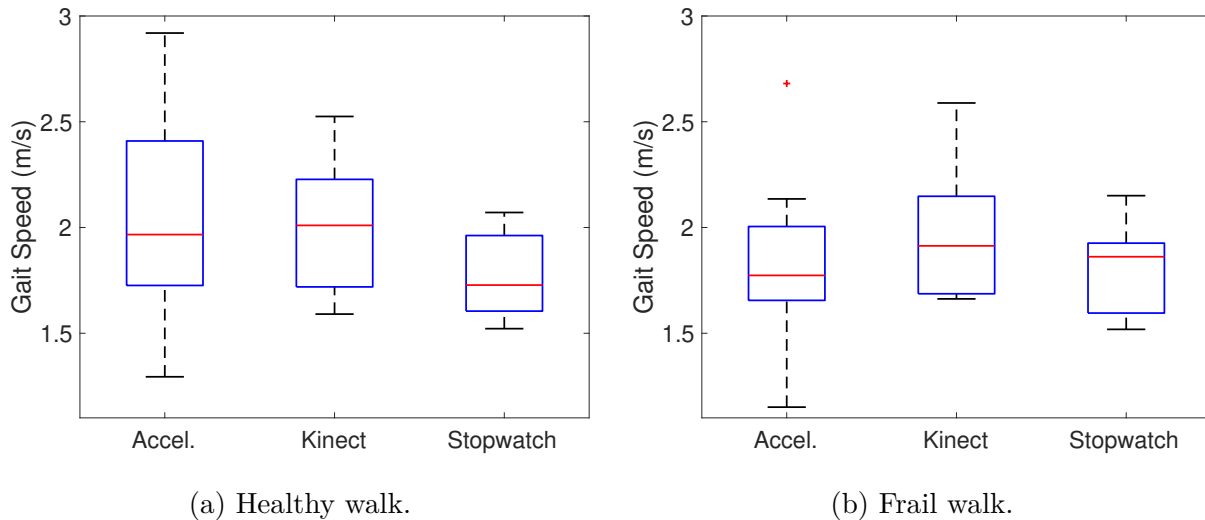 3
2.5
2
1.5
Gait Speed (m/s)
Accel. Kinect Stopwatch
(a) Healthy walk.
3
2.5
2
1.5
Gait Speed (m/s)
Accel. Kinect Stopwatch
(b) Frail walk.